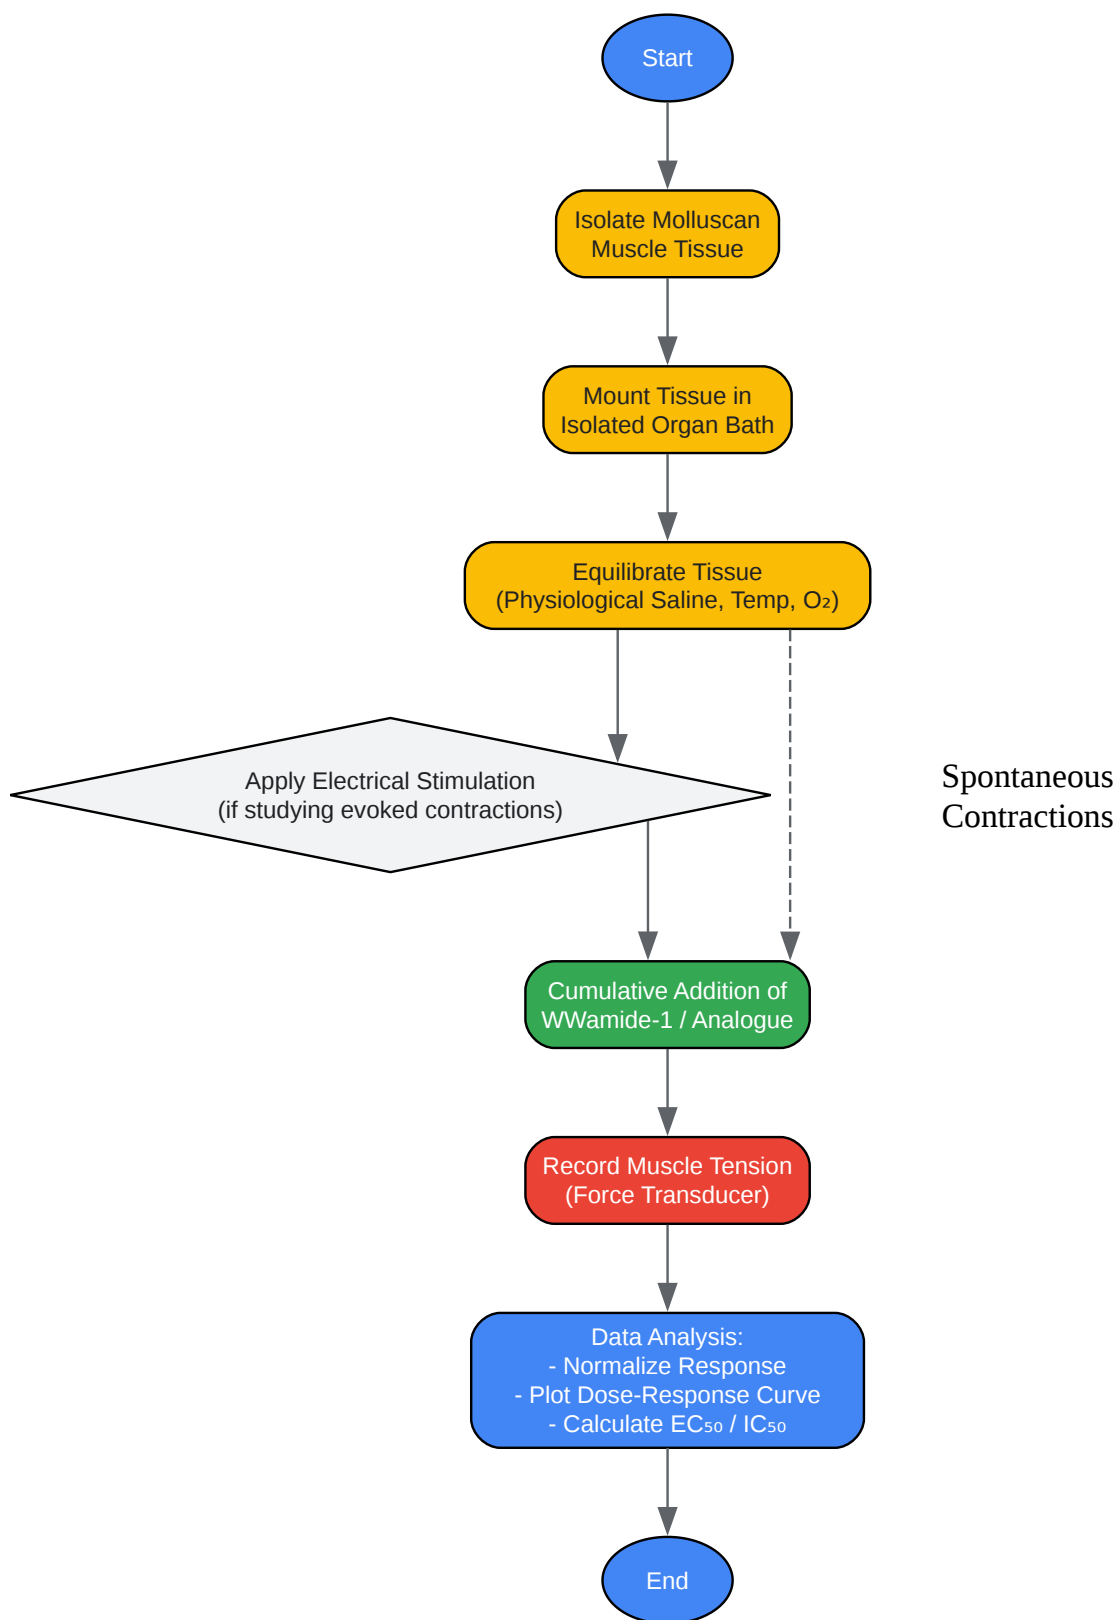 Start
Isolate Molluscan
Muscle Tissue
Mount Tissue in
Isolated Organ Bath
Equilibrate Tissue
(Physiological Saline, Temp, O₂)
Apply Electrical Stimulation
(if studying evoked contractions)
Spontaneous
Contractions
Cumulative Addition of
WWamide-1 / Analogue
Record Muscle Tension
(Force Transducer)
Data Analysis:
- Normalize Response
- Plot Dose-Response Curve
- Calculate EC₅₀ / IC₅₀
End